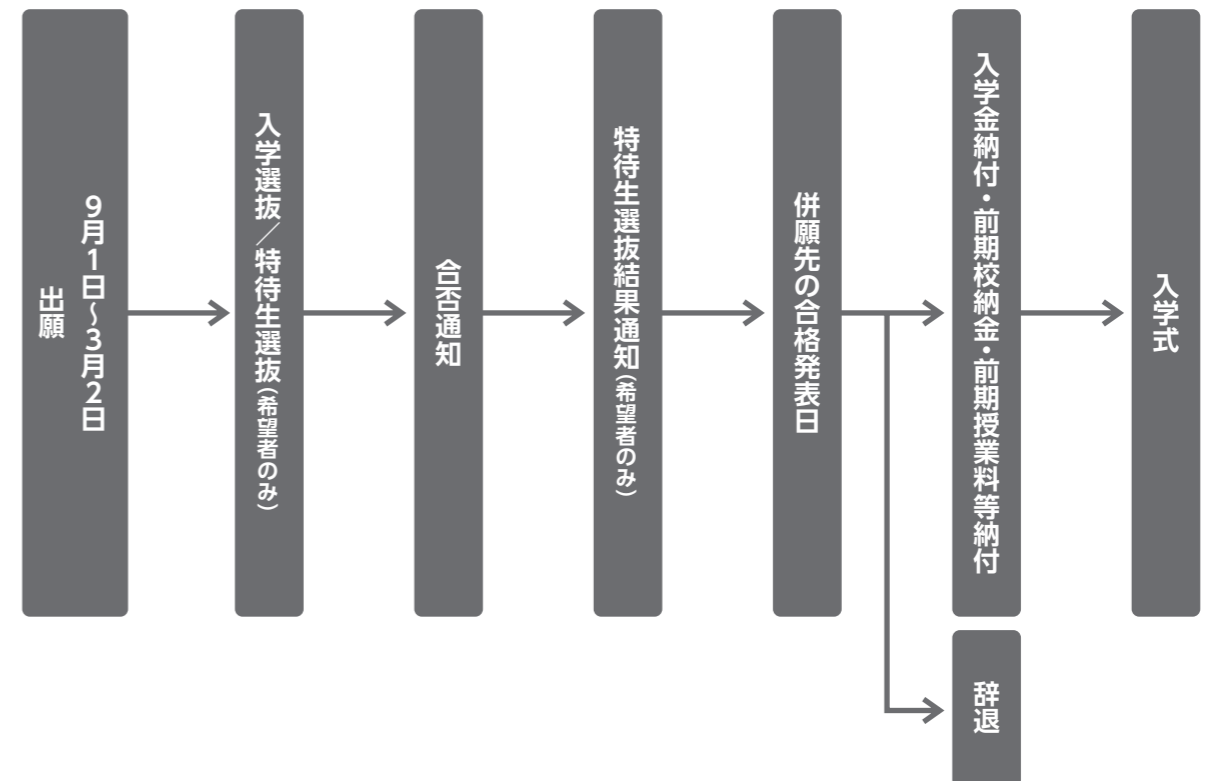 9月1日〜3月2日
出願
入学選抜／特待生選抜(希望者のみ)
合否通知
特待生選抜結果通知(希望者のみ)
併願先の合格発表日
入学金納付・前期校納金・前期授業料等納付
辞退
入学式